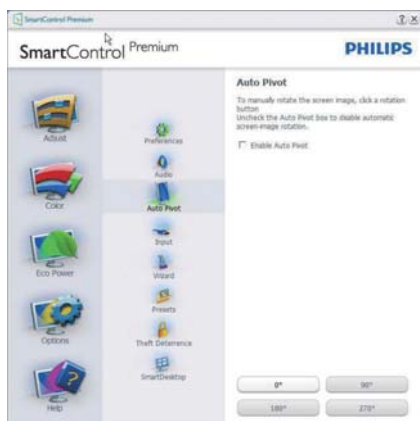 SmartControl Premium
SmartControl Premium
PHILIPS
Adjust
Color
Eco Power
Options
Help
Preferences
Audio
Auto Pivot
Input
Wizard
Presets
Theft Deterrence
SmartDesktop
Auto Pivot
To manually rotate the screen image, click a rotation
button
Uncheck the Auto Pivot box to disable automatic
screen-image rotation.
Enable Auto Pivot
0°
90°
180°
270°